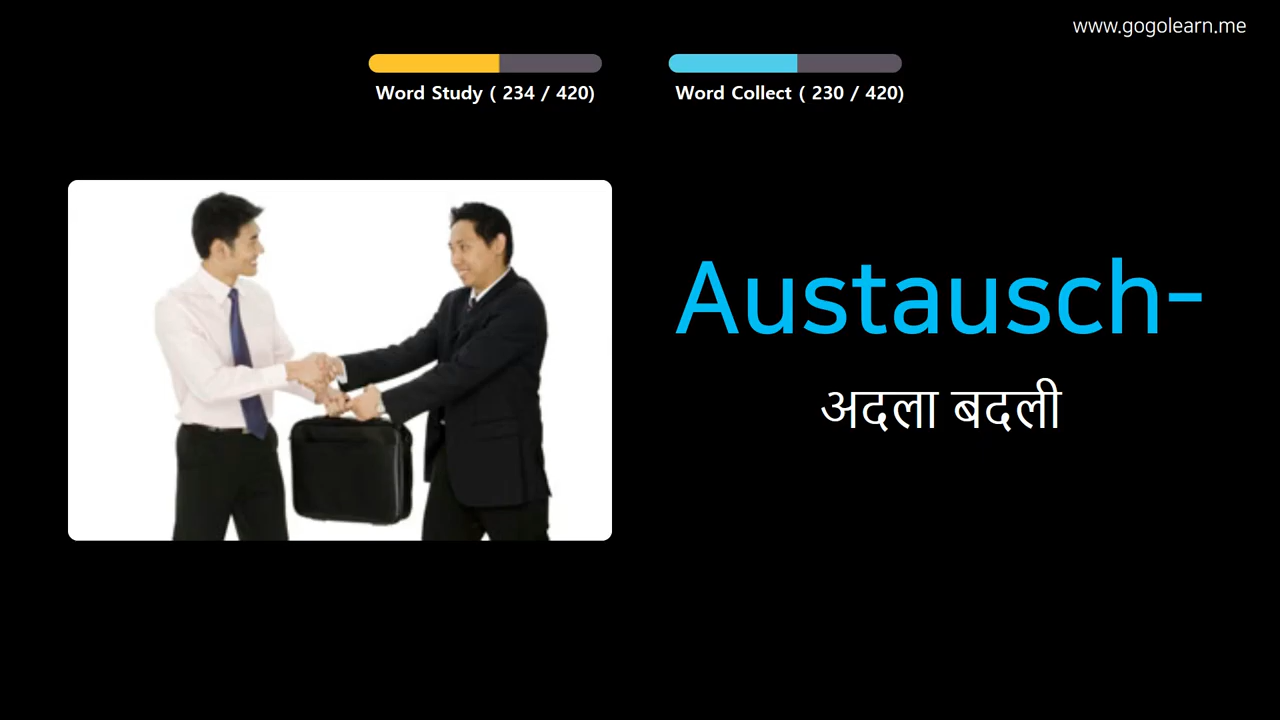 www.gogolearn.me
Word Study ( 234 / 420)
Word Collect ( 230 / 420)
Austausch-
अदला बदली